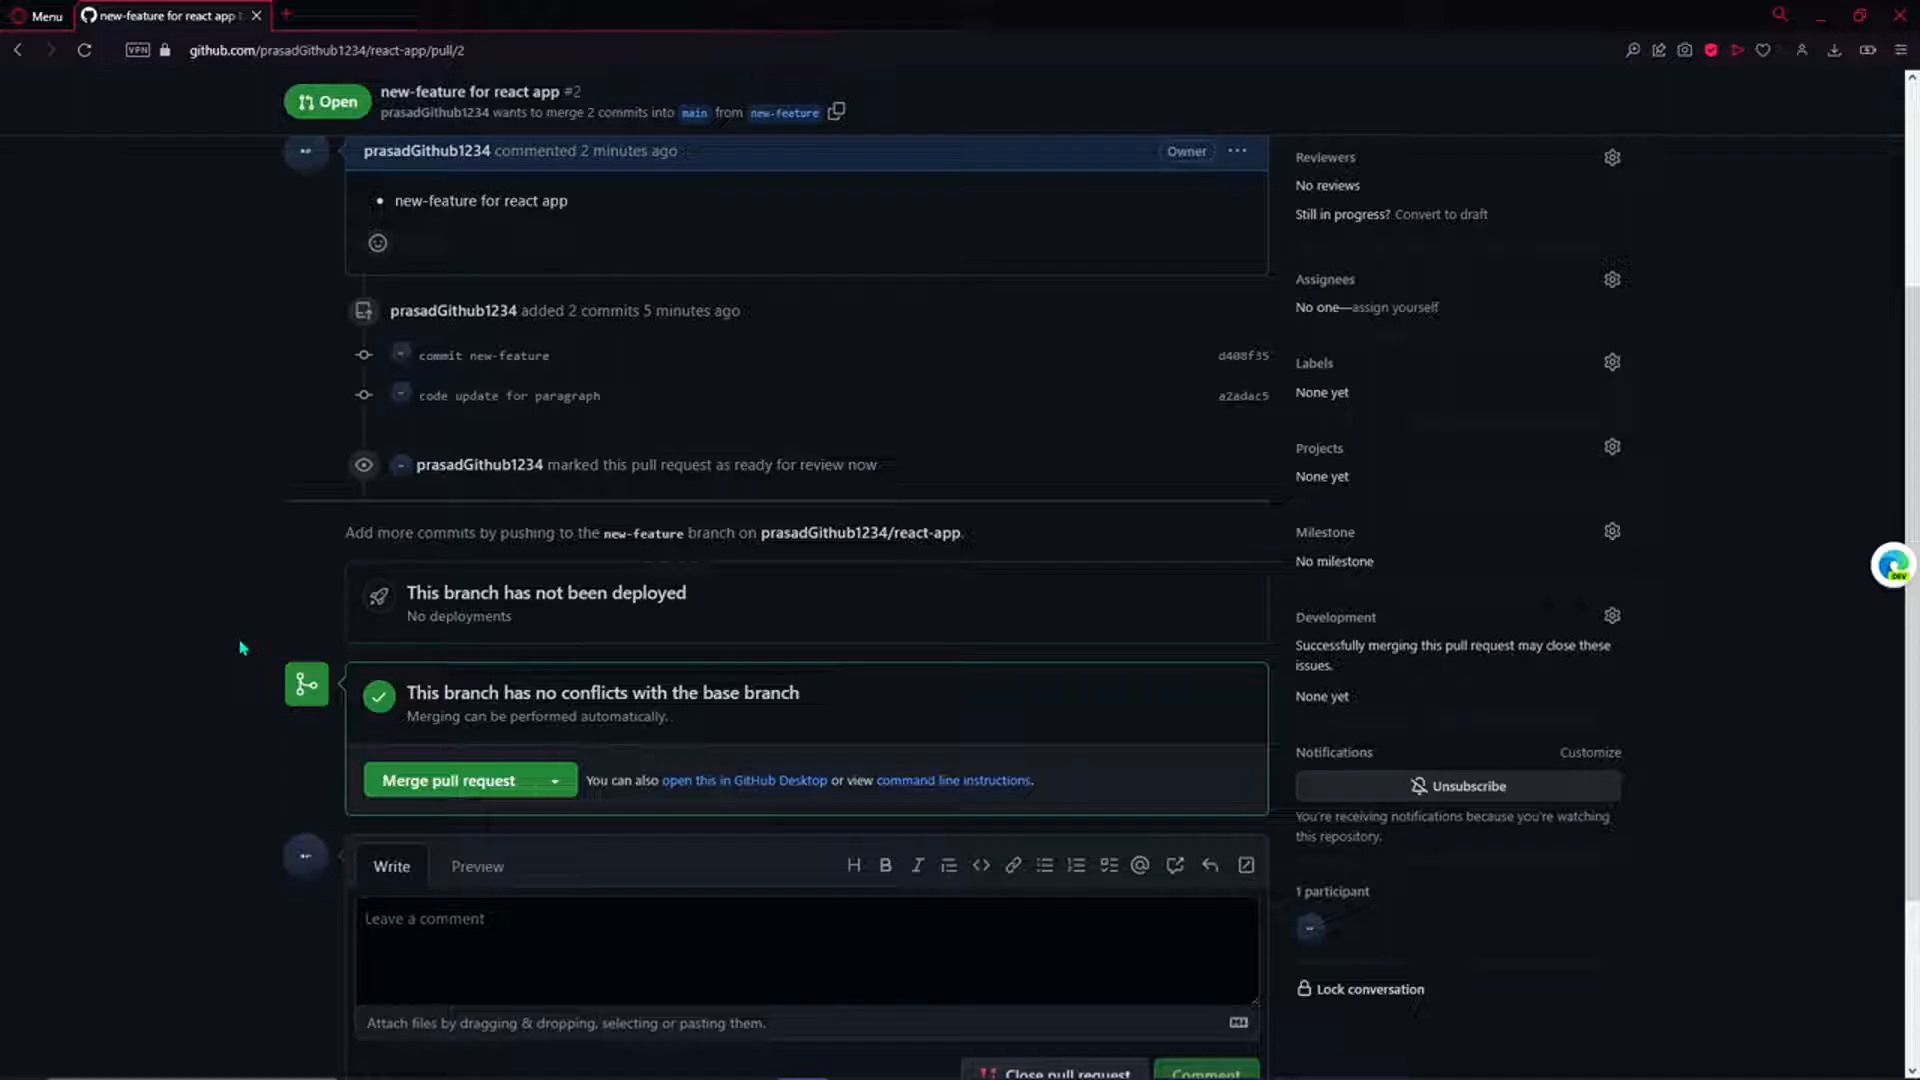 Menu
new-feature for react app
VPN
github.com/prasadGithub1234/react-app/pull/2
Open
new-feature for react app #2
prasadGithub1234 wants to merge 2 commits into main from new-feature
prasadGithub1234 commented 2 minutes ago
Owner
new-feature for react app
prasadGithub1234 added 2 commits 5 minutes ago
commit new-feature
d408f35
code update for paragraph
a2adac5
prasadGithub1234 marked this pull request as ready for review now
Add more commits by pushing to the new-feature branch on prasadGithub1234/react-app.
This branch has not been deployed
No deployments
This branch has no conflicts with the base branch
Merging can be performed automatically.
Merge pull request
You can also open this in GitHub Desktop or view command line instructions.
Write
Preview
Leave a comment
Attach files by dragging & dropping, selecting or pasting them.
Close pull request
Comment
Reviewers
No reviews
Still in progress? Convert to draft
Assignees
No one—assign yourself
Labels
None yet
Projects
None yet
Milestone
No milestone
Development
Successfully merging this pull request may close these
issues.
None yet
Notifications
Customize
Unsubscribe
You're receiving notifications because you're watching
this repository.
1 participant
Lock conversation
DEV